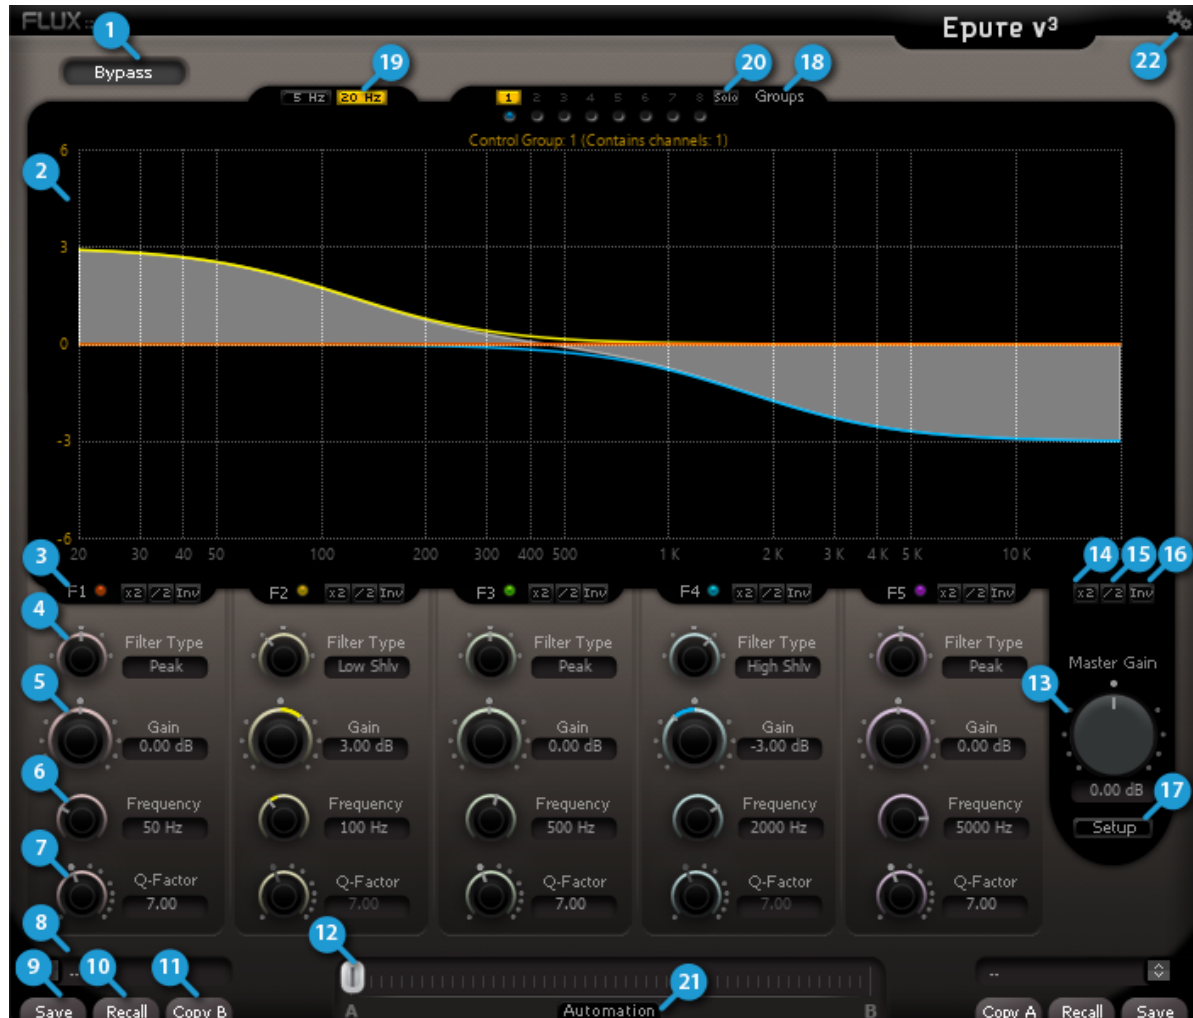 FLUX::
1
Epure v3
22
Bypass
19
20
18
5 Hz 20 Hz
1 2 3 4 5 6 7 8 Solo Groups
Control Group: 1 (Contains channels: 1)
6
2
3
0
-3
-6
20 30 40 50 100 200 300 400 500 1 K 2 K 3 K 4 K 5 K 10 K
3
14 15 16
F1 x2 /2 Inv F2 x2 /2 Inv F3 x2 /2 Inv F4 x2 /2 Inv F5 x2 /2 Inv x2 /2 Inv
4
Filter Type Filter Type Filter Type Filter Type Filter Type
Peak Low Shlv Peak High Shlv Peak
Master Gain
5
13
Gain Gain Gain Gain Gain
0.00 dB 3.00 dB 0.00 dB -3.00 dB 0.00 dB
6
0.00 dB
17
Frequency Frequency Frequency Frequency Frequency
50 Hz 100 Hz 500 Hz 2000 Hz 5000 Hz
Setup
7
Q-Factor Q-Factor Q-Factor Q-Factor Q-Factor
7.00 7.00 7.00 7.00 7.00
8
12
9 10 11
-- --
21
Save Recall Copy B A Automation B Copy A Recall Save